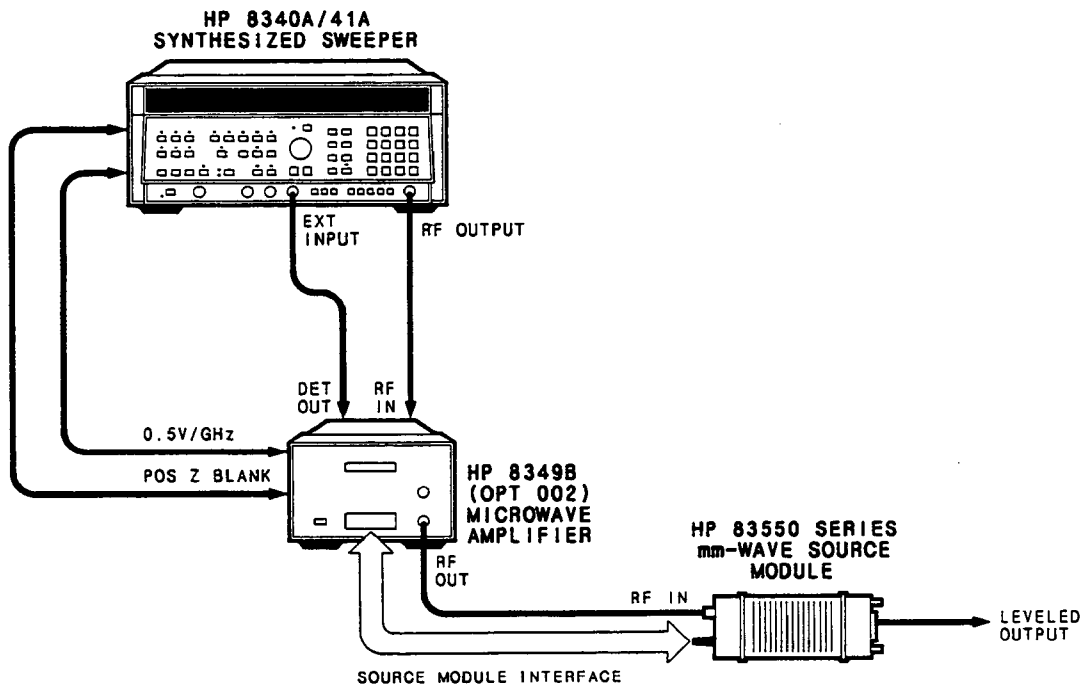 HP 8340A/41A
SYNTHESIZED SWEEPER
EXT
INPUT
RF OUTPUT
DET
OUT
RF
IN
0.5V/GHz
POS Z BLANK
HP 8349B
(OPT 002)
MICROWAVE
AMPLIFIER
RF
OUT
HP 83550 SERIES
mm-WAVE SOURCE
MODULE
RF IN
LEVELED
OUTPUT
SOURCE MODULE INTERFACE